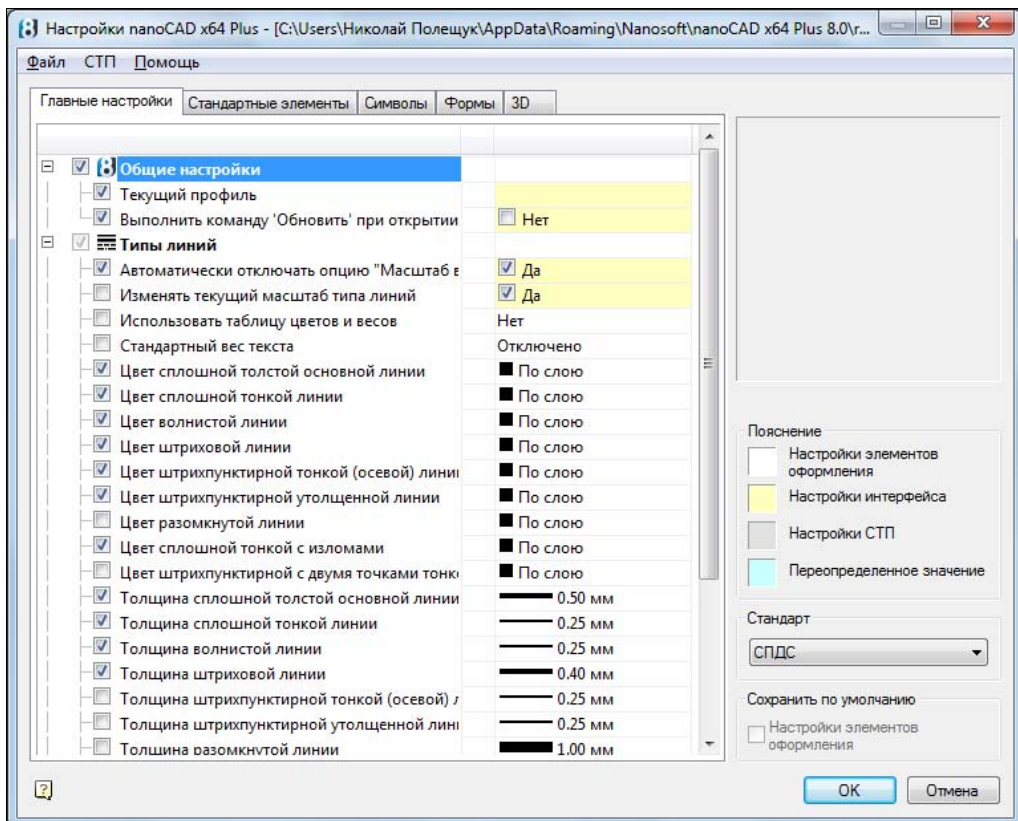 Настройки nanoCAD x64 Plus - [C:\Users\Николай Полещук\AppData\Roaming\Nanosoft\nanoCAD x64 Plus 8.0\r...
Файл СТП Помощь
Главные настройки Стандартные элементы Символы Формы 3D
Общие настройки
Текущий профиль
Выполнить команду 'Обновить' при открытии Нет
Типы линий
Автоматически отключать опцию "Масштаб в Да
Изменять текущий масштаб типа линий Да
Использовать таблицу цветов и весов Нет
Стандартный вес текста Отключено
Цвет сплошной толстой основной линии По слою
Цвет сплошной тонкой линии По слою
Цвет волнистой линии По слою
Цвет штриховой линии По слою
Цвет штрихпунктирной тонкой (осевой) лини По слою
Цвет штрихпунктирной утолщенной линии По слою
Цвет разомкнутой линии По слою
Цвет сплошной тонкой с изломами По слою
Цвет штрихпунктирной с двумя точками тонк По слою
Толщина сплошной толстой основной линии 0.50 мм
Толщина сплошной тонкой линии 0.25 мм
Толщина волнистой линии 0.25 мм
Толщина штриховой линии 0.40 мм
Толщина штрихпунктирной тонкой (осевой) л 0.25 мм
Толщина штрихпунктирной утолщенной лини 0.25 мм
Толщина разомкнутой линии 1.00 мм
Пояснение
Настройки элементов
оформления
Настройки интерфейса
Настройки СТП
Переопределенное значение
Стандарт
СПДС
Сохранить по умолчанию
Настройки элементов
оформления
? OK Отмена